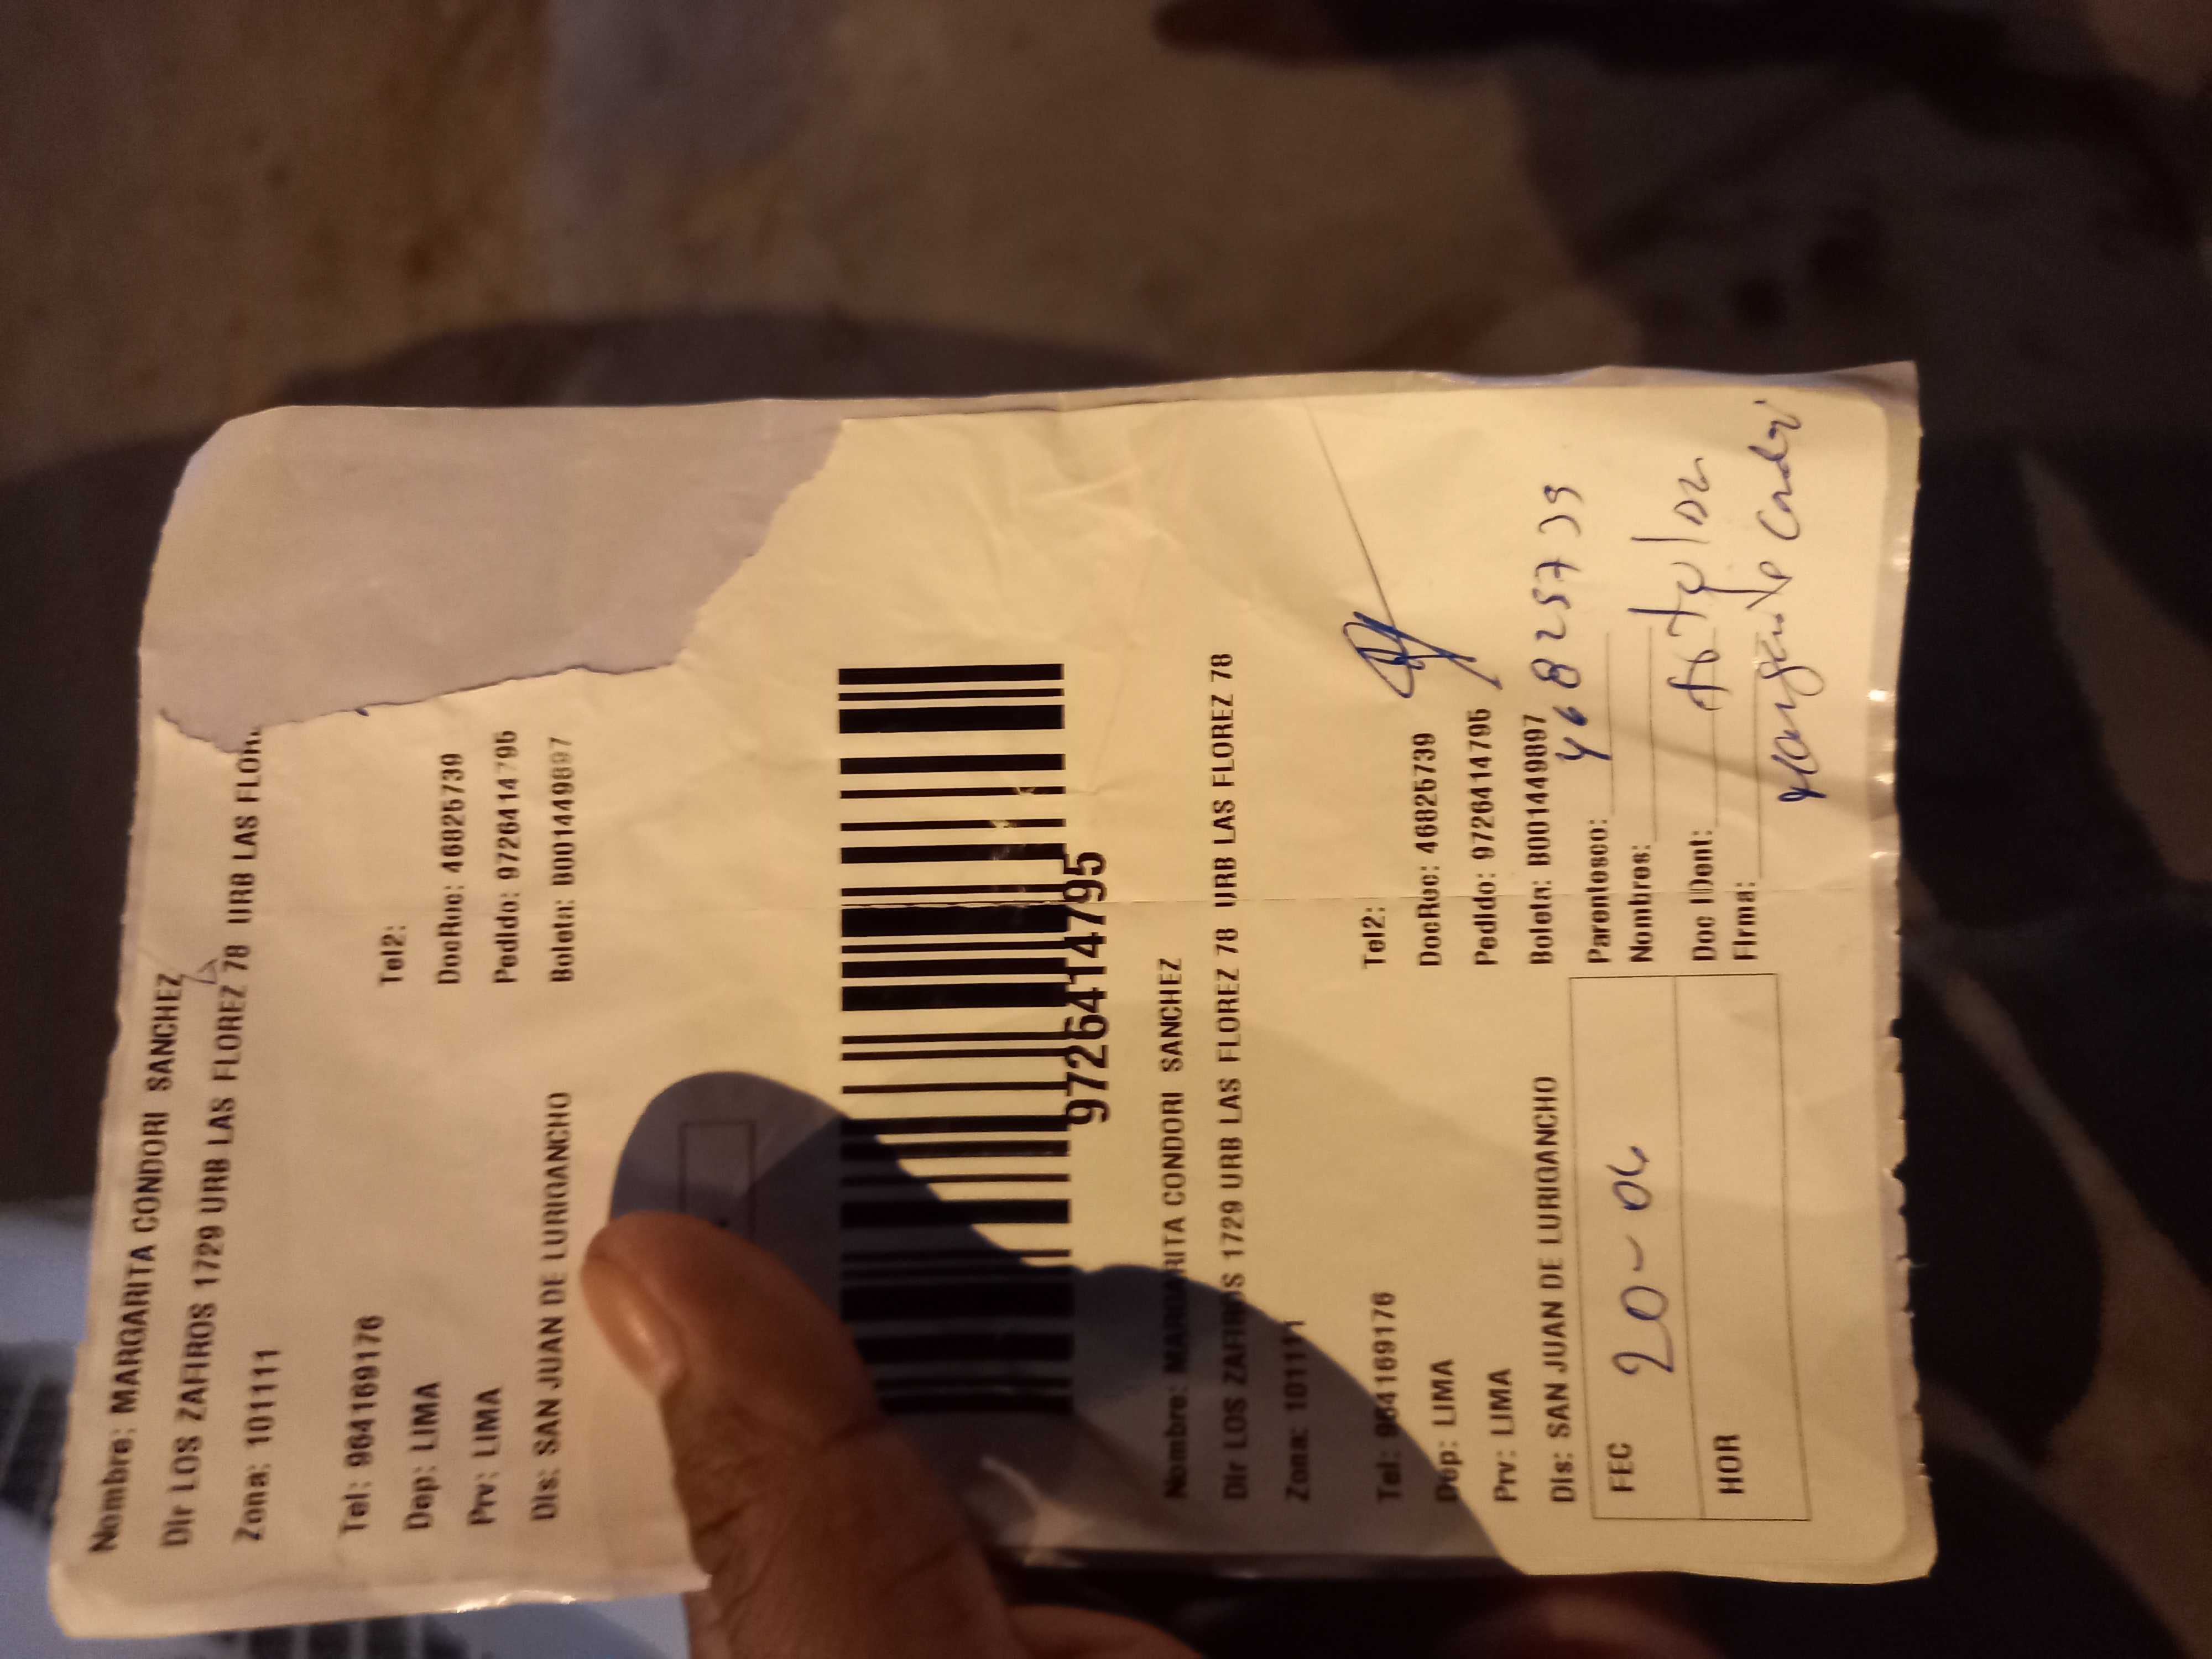 Nombre: MARGARITA CONDORI SANCHEZ
Dir LOS ZAFIROS 1729 URB LAS FLOREZ 78 URB LAS FLOR
Zona: 101111
Tel: 964169176 Tel2:
Dep: LIMA DocRec: 46825739
Prv: LIMA Pedido: 9726414795
Dis: SAN JUAN DE LURIGANCHO Boleta: B001449897
9726414795
Nombre: MARGARITA CONDORI SANCHEZ
Dir LOS ZAFIROS 1729 URB LAS FLOREZ 78 URB LAS FLOREZ 78
Zona: 101111
Tel: 964169176 Tel2:
Dep: LIMA DocRec: 46825739
Prv: LIMA Pedido: 9726414795
Dis: SAN JUAN DE LURIGANCHO Boleta: B001449897
46825739
FEC 20-06 Parentesco:
Nombres:
HOR Doc IDent: titular
Firma:
Margarita Condori